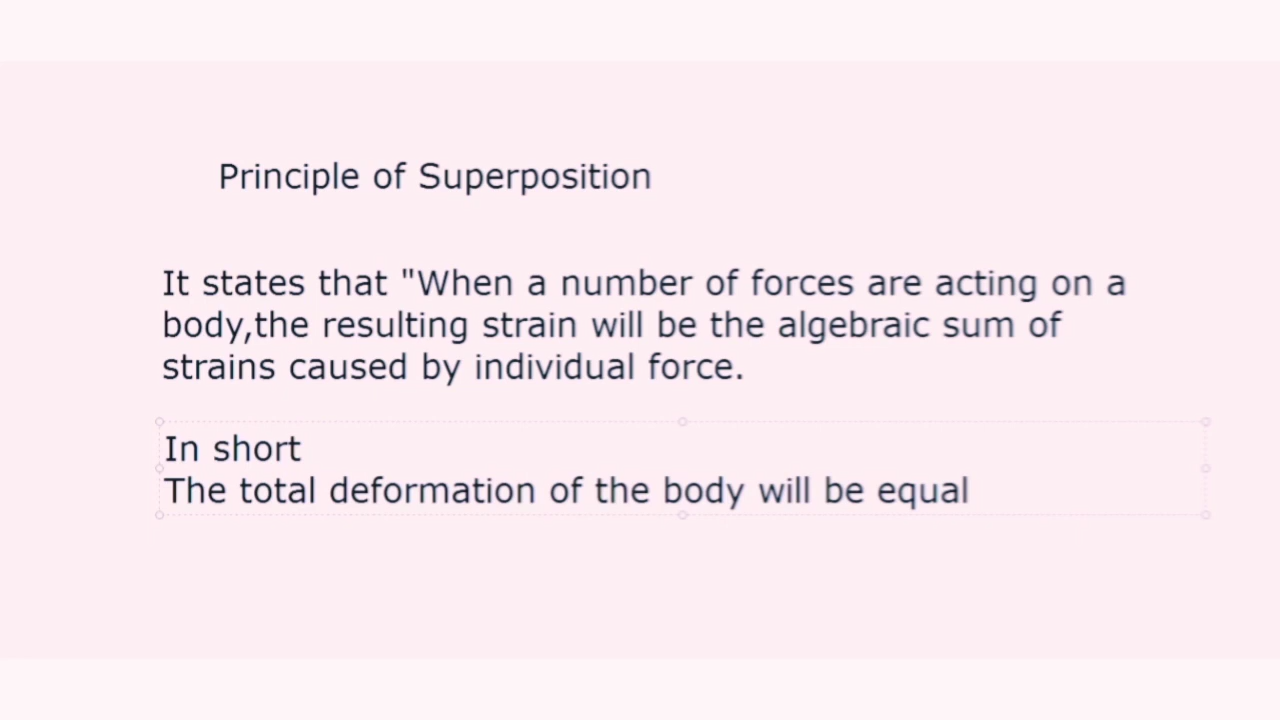 Principle of Superposition
It states that "When a number of forces are acting on a
body,the resulting strain will be the algebraic sum of
strains caused by individual force.
In short
The total deformation of the body will be equal